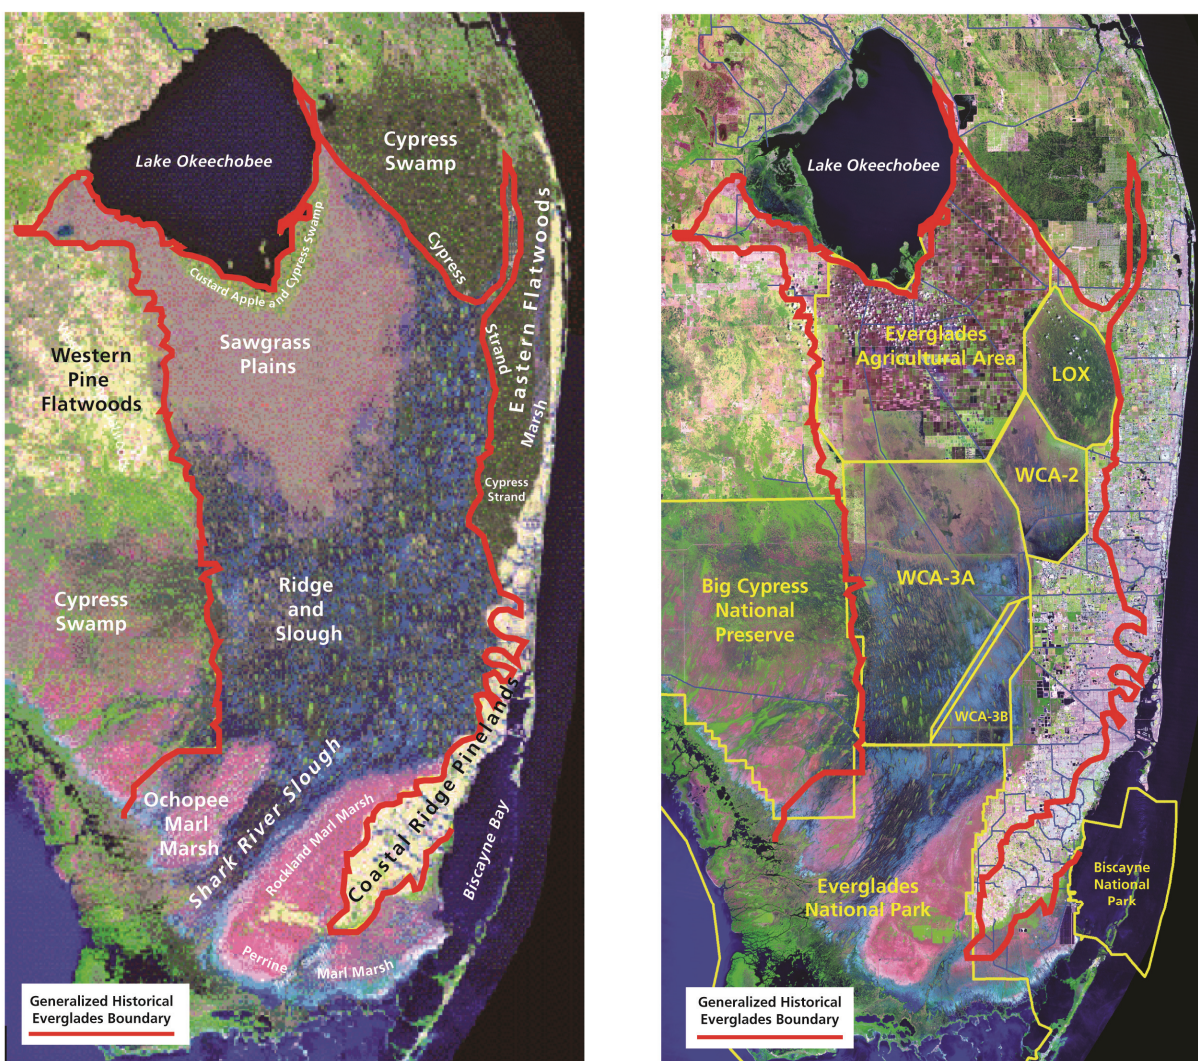 Lake Okeechobee
Cypress
Swamp
Custard Apple and Cypress Swamp
Cypress
Strand
Eastern Flatwoods
Marsh
Sawgrass
Plains
Western
Pine
Flatwoods
Cypress
Strand
Ridge
and
Slough
Cypress
Swamp
Ochopee
Marl
Marsh
Shark River Slough
Rockland Marl Marsh
Coastal Ridge Pinelands
Biscayne Bay
Perrine
Marl Marsh
Generalized Historical
Everglades Boundary
Lake Okeechobee
Everglades
Agricultural Area
LOX
WCA-2
WCA-3A
Big Cypress
National
Preserve
WCA-3B
Everglades
National Park
Biscayne
National
Park
Generalized Historical
Everglades Boundary